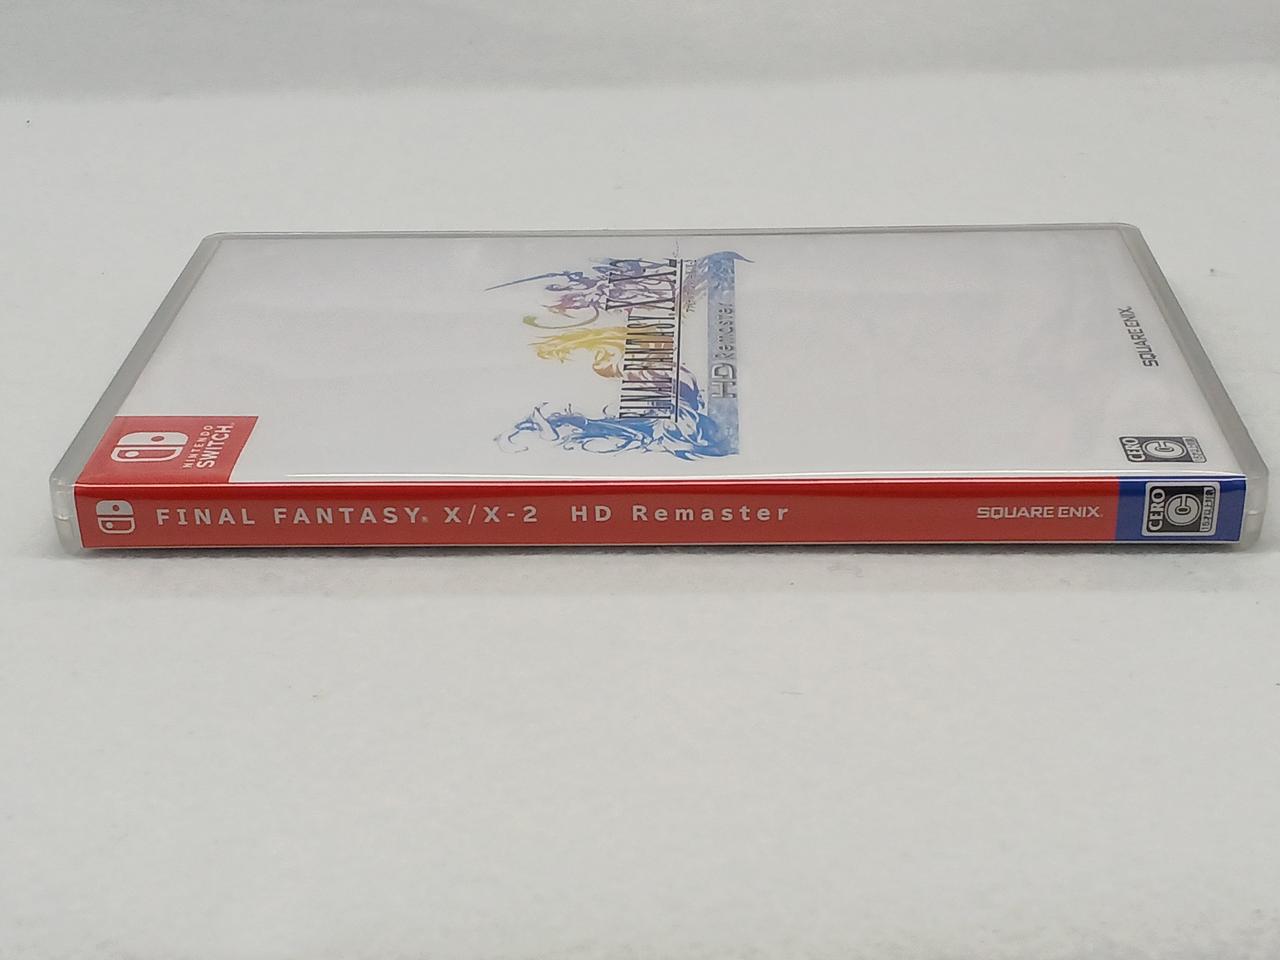 FINAL FANTASY X/X-2
HD Remaster
SQUARE ENIX.
CERO
C
NINTENDO
SWITCH
FINAL FANTASY® X/X-2 HD Remaster
SQUARE ENIX.
CERO
C